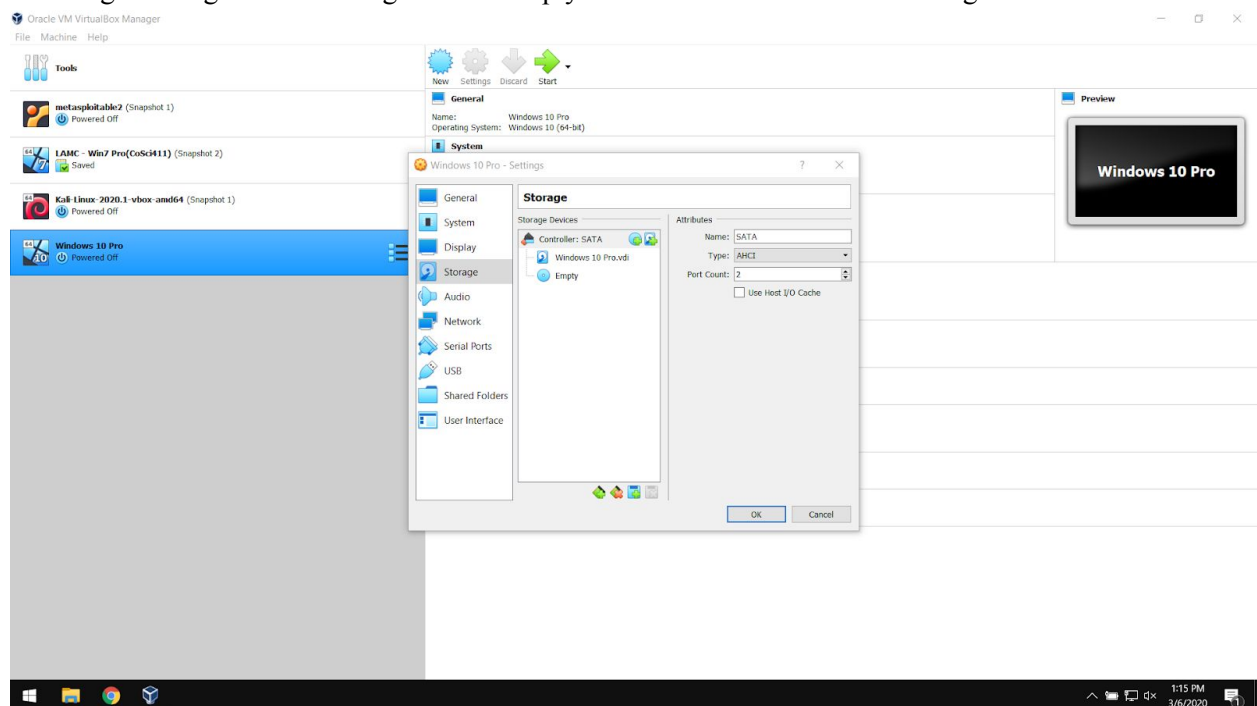 Oracle VM VirtualBox Manager
File Machine Help
Tools
New Settings Discard Start
metasploitable2 (Snapshot 1)
Powered Off
LAMC - Win7 Pro(CoSci411) (Snapshot 2)
Saved
Kali-Linux-2020.1-vbox-amd64 (Snapshot 1)
Powered Off
Windows 10 Pro
Powered Off
General
Name: Windows 10 Pro
Operating System: Windows 10 (64-bit)
System
Preview
Windows 10 Pro
Windows 10 Pro - Settings
General
System
Display
Storage
Audio
Network
Serial Ports
USB
Shared Folders
User Interface
Storage
Storage Devices
Controller: SATA
Windows 10 Pro.vdi
Empty
Attributes
Name: SATA
Type: AHCI
Port Count: 2
Use Host I/O Cache
OK Cancel
1:15 PM
3/6/2020